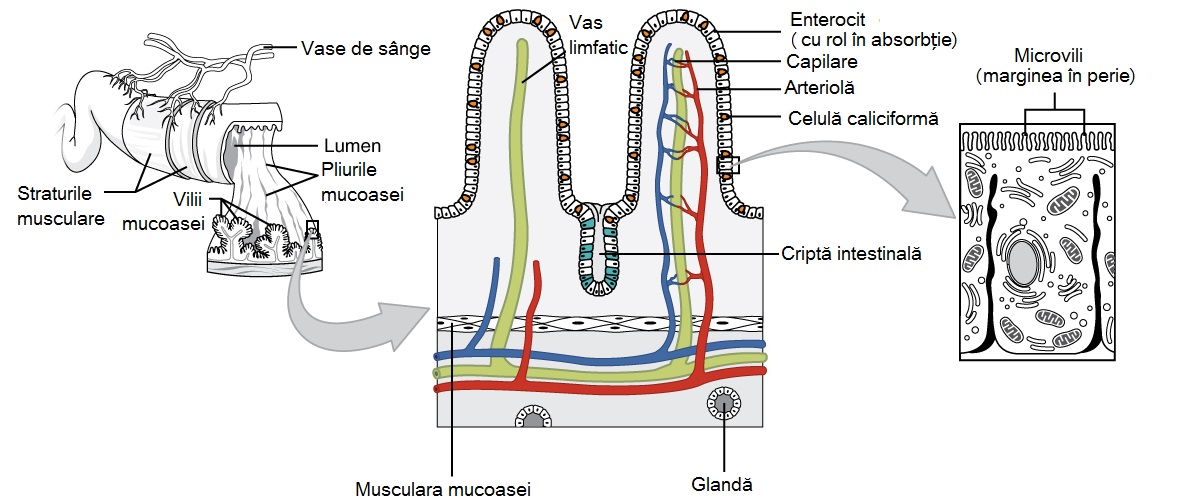 Vase de sânge
Lumen
Pliurile
mucoasei
Straturile
musculare
Vilii
mucoasei
Vas
limfatic
Enterocit
( cu rol în absorbție)
Capilare
Arteriolă
Celulă caliciformă
Criptă intestinală
Musculara mucoasei
Glandă
Microvili
(marginea în perie)